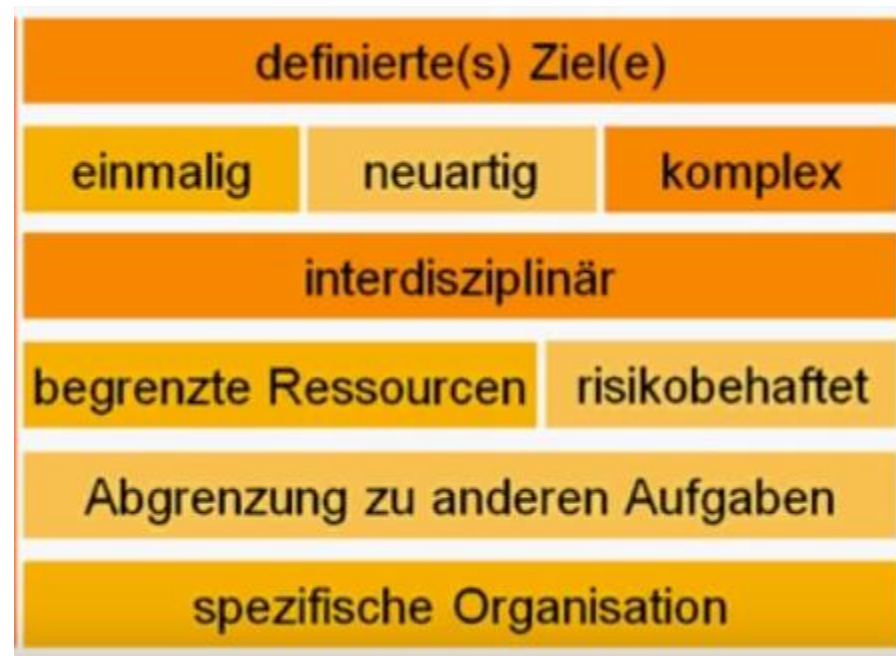 definierte(s) Ziel(e)
einmalig neuartig komplex
interdisziplinär
begrenzte Ressourcen risikobehaftet
Abgrenzung zu anderen Aufgaben
spezifische Organisation